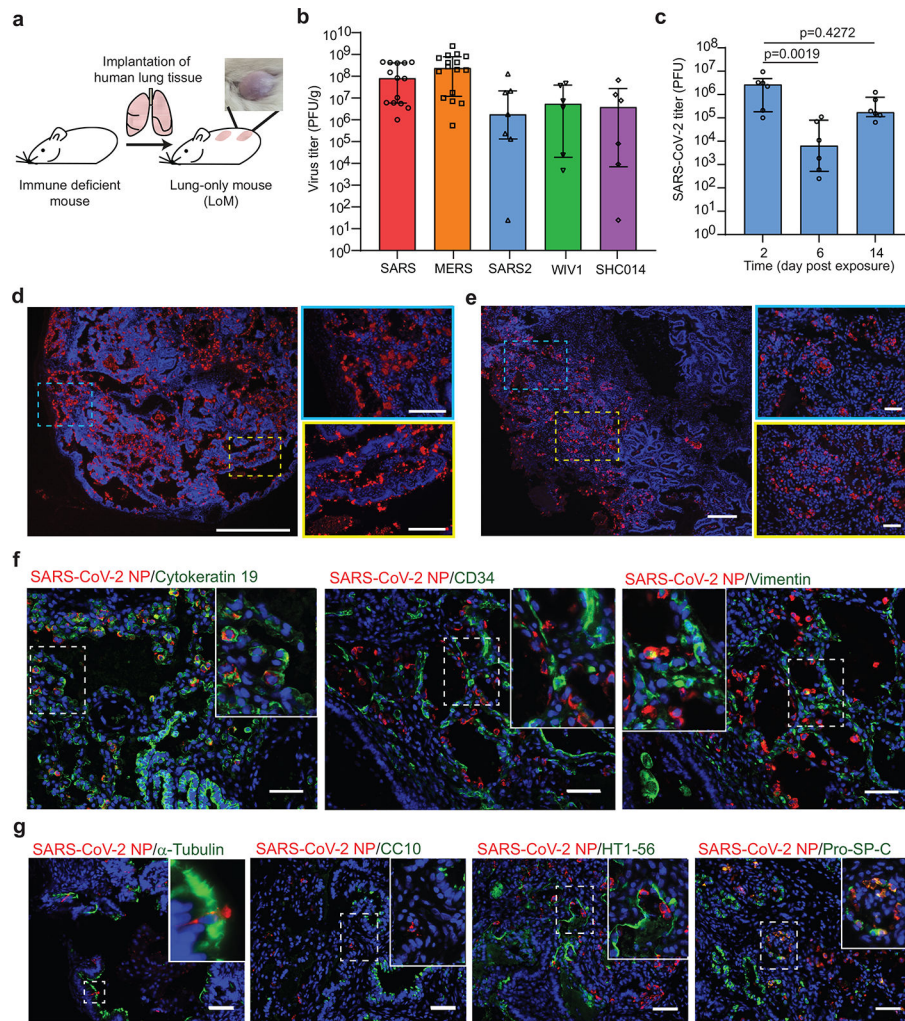 a
Implantation of
human lung tissue
Immune deficient
mouse
Lung-only mouse
(LoM)
b
Virus titer (PFU/g)
10^10
10^9
10^8
10^7
10^6
10^5
10^4
10^3
10^2
10^1
10^0
SARS
MERS
SARS2
WIV1
SHC014
c
p=0.4272
p=0.0019
SARS-CoV-2 titer (PFU)
10^8
10^7
10^6
10^5
10^4
10^3
10^2
10^1
10^0
2
6
14
Time (day post exposure)
d
e
f
SARS-CoV-2 NP/Cytokeratin 19
SARS-CoV-2 NP/CD34
SARS-CoV-2 NP/Vimentin
g
SARS-CoV-2 NP/α-Tubulin
SARS-CoV-2 NP/CC10
SARS-CoV-2 NP/HT1-56
SARS-CoV-2 NP/Pro-SP-C